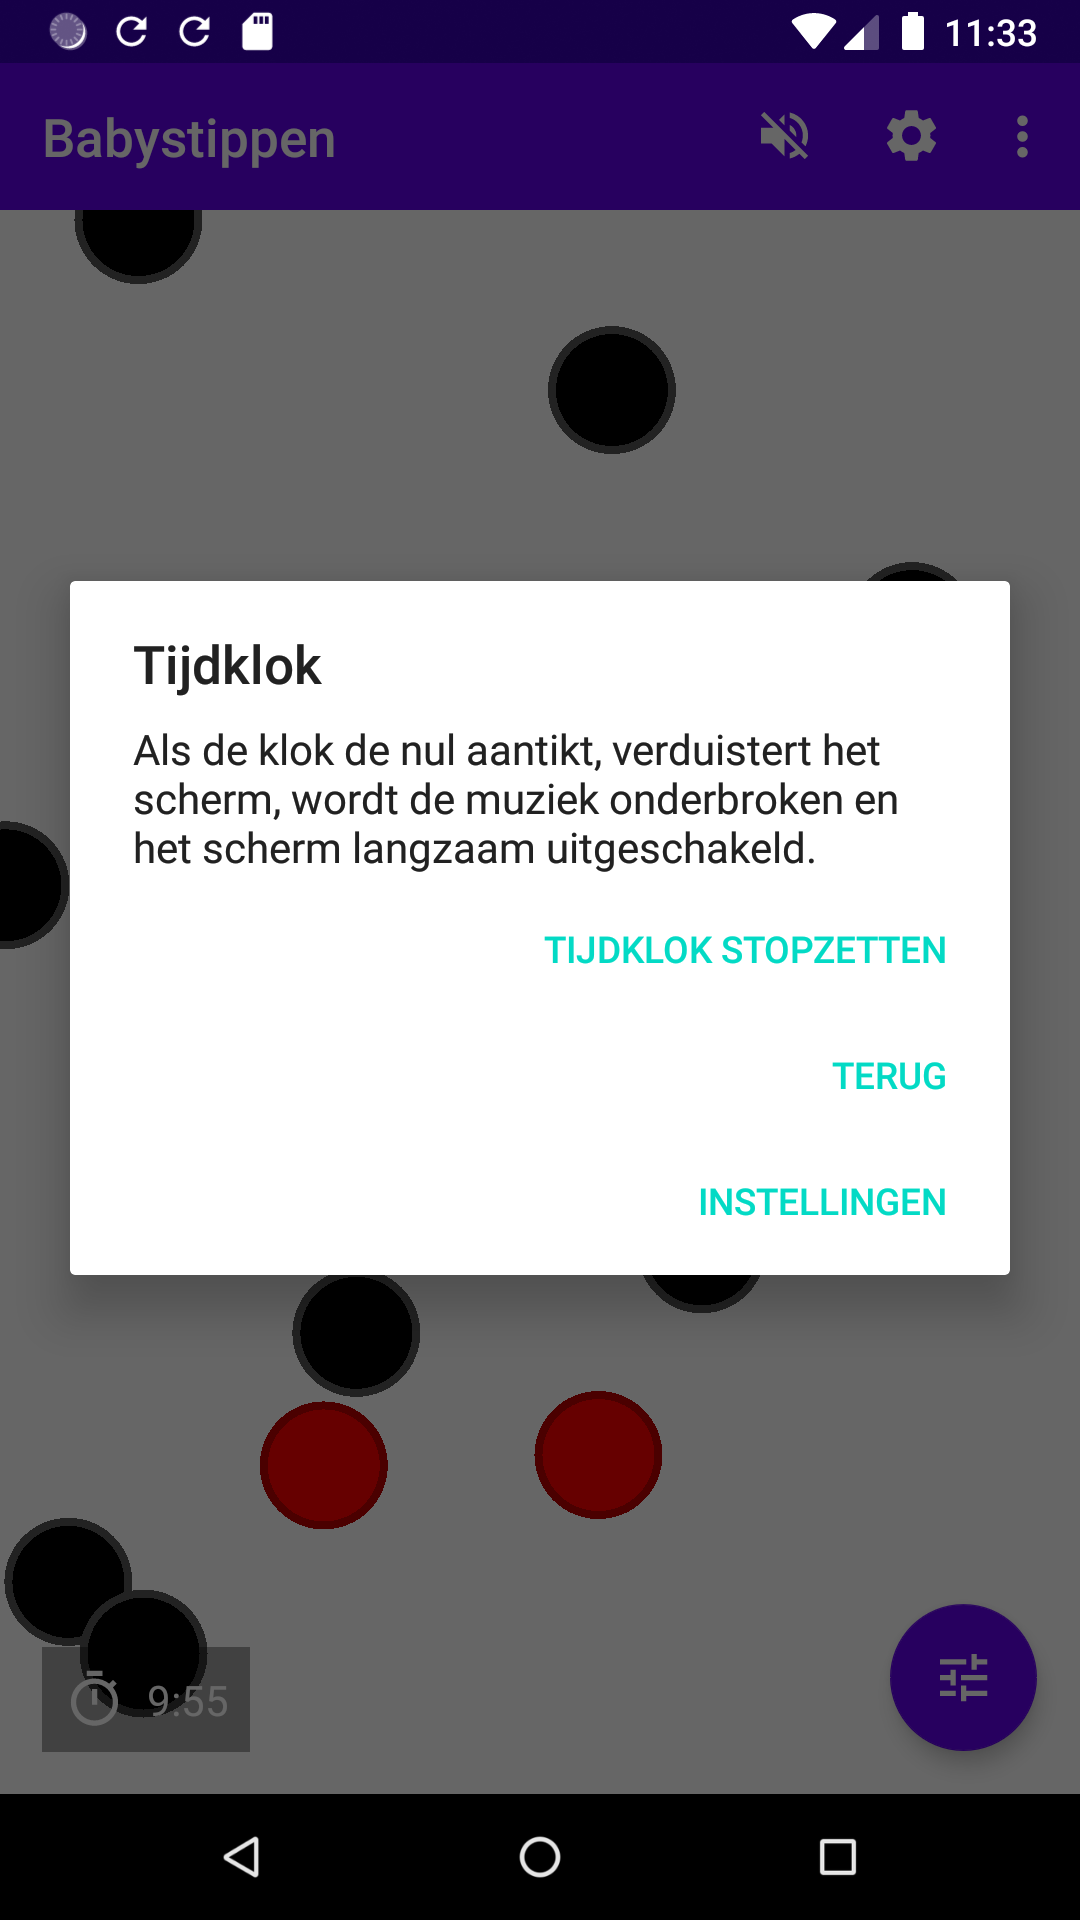 11:33
Babystippen
Tijdklok
Als de klok de nul aantikt, verduistert het
scherm, wordt de muziek onderbroken en
het scherm langzaam uitgeschakeld.
TIJDKLOK STOPZETTEN
TERUG
INSTELLINGEN
9:55